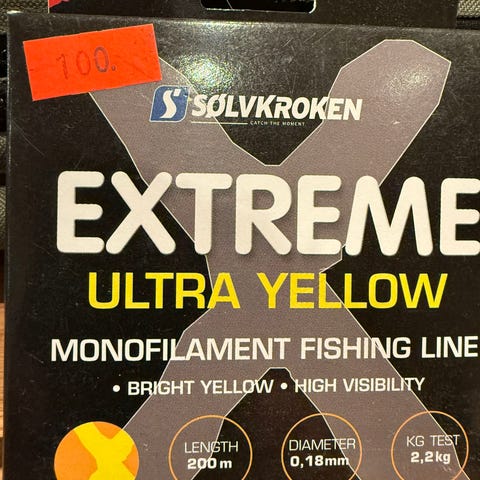 100.
SØLVKROKEN
CATCH THE MOMENT
EXTREME
ULTRA YELLOW
MONOFILAMENT FISHING LINE
• BRIGHT YELLOW • HIGH VISIBILITY
LENGTH
200m
DIAMETER
0,18mm
KG TEST
2,2kg